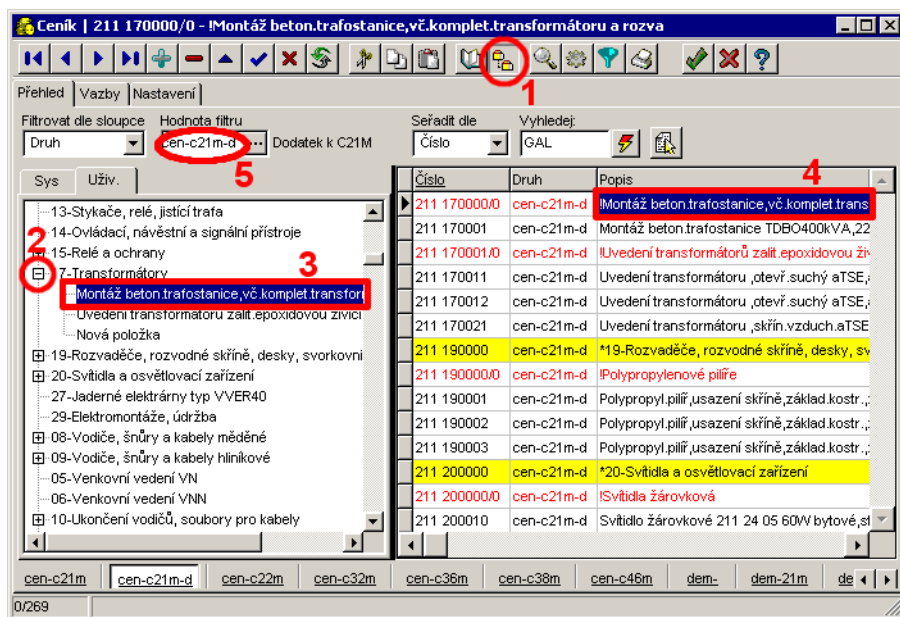 Ceník | 211 170000/0 - !Montáž beton.trafostanice,vč.komplet.transformátoru a rozva
1
Přehled Vazby Nastavení
Filtrovat dle sloupce Hodnota filtru Seřadit dle Vyhledej:
Druh cen-c21m-d ... Dodatek k C21M Číslo GAL
5
Sys Uživ.
13-Stykače, relé, jistící trafa
14-Ovládací, návěstní a signální přístroje
2
15-Relé a ochrany
3
17-Transformátory
Montáž beton.trafostanice,vč.komplet.transfor
Uvedení transformátorů zalit.epoxidovou živicí
Nová položka
19-Rozvaděče, rozvodné skříně, desky, svorkovni
20-Svítidla a osvětlovací zařízení
27-Jaderné elektrárny typ VVER40
29-Elektromontáže, údržba
08-Vodiče, šnůry a kabely měděné
09-Vodiče, šnůry a kabely hliníkové
05-Venkovní vedení VN
06-Venkovní vedení VNN
10-Ukončení vodičů, soubory pro kabely
4
Číslo Druh Popis
211 170000/0 cen-c21m-d !Montáž beton.trafostanice,vč.komplet.trans
211 170001 cen-c21m-d Montáž beton.trafostanice TDBO400kVA,22
211 170001/0 cen-c21m-d !Uvedení transformátorů zalit.epoxidovou živ
211 170011 cen-c21m-d Uvedení transformátorů ,otevř.suchý aTSE,
211 170012 cen-c21m-d Uvedení transformátorů ,otevř.suchý aTSE,
211 170021 cen-c21m-d Uvedení transformátorů ,skřín.vzduch.aTSE
211 190000 cen-c21m-d *19-Rozvaděče, rozvodné skříně, desky, sv
211 190000/0 cen-c21m-d !Polypropylenové pilíře
211 190001 cen-c21m-d Polypropyl.pilíř,usazení skříně,základ.kostr.,
211 190002 cen-c21m-d Polypropyl.pilíř,usazení skříně,základ.kostr.,
211 190003 cen-c21m-d Polypropyl.pilíř,usazení skříně,základ.kostr.,
211 200000 cen-c21m-d *20-Svítidla a osvětlovací zařízení
211 200000/0 cen-c21m-d !Svítidla žárovková
211 200010 cen-c21m-d Svítidlo žárovkové 211 24 05 60W bytové,st
cen-c21m cen-c21m-d cen-c22m cen-c32m cen-c36m cen-c38m cen-c46m dem- dem-21m de
0/269